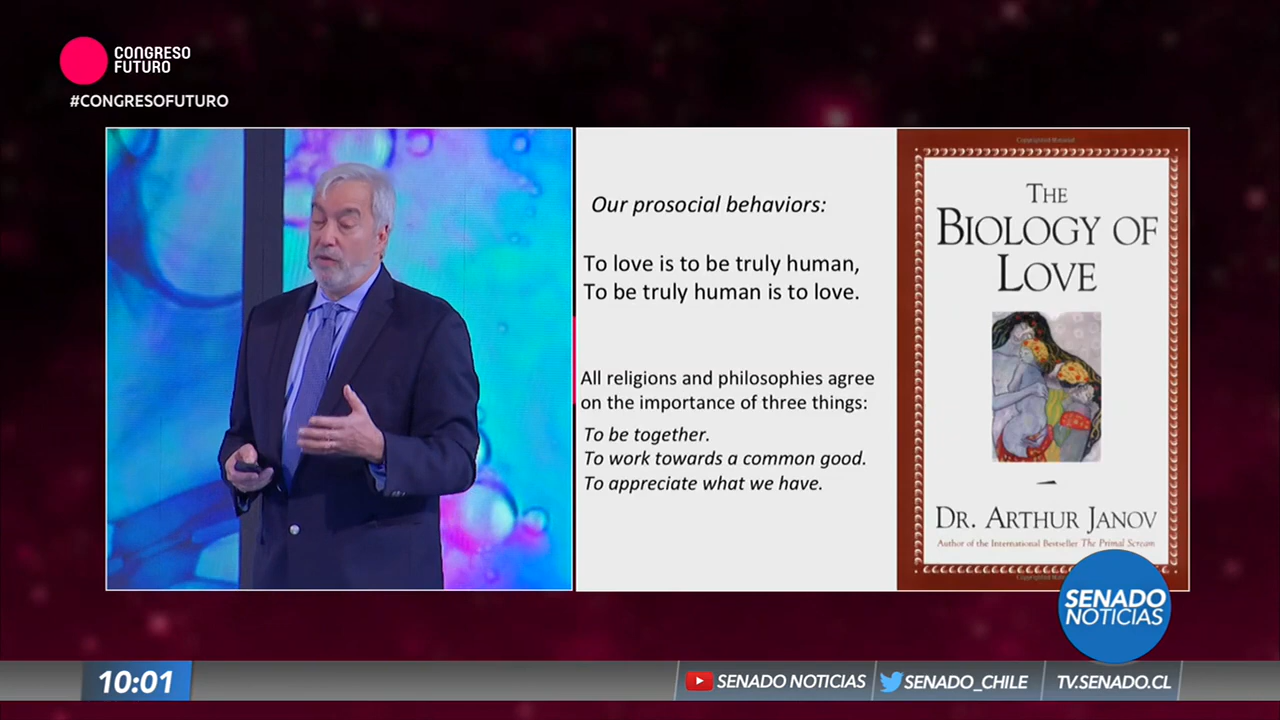 CONGRESO
FUTURO
#CONGRESOFUTURO
Our prosocial behaviors:
To love is to be truly human,
To be truly human is to love.
All religions and philosophies agree
on the importance of three things:
To be together.
To work towards a common good.
To appreciate what we have.
Copyrighted Material
THE
BIOLOGY OF
LOVE
DR. ARTHUR JANOV
Author of the International Bestseller The Primal Scream
SENADO
NOTICIAS
10:01
SENADO NOTICIAS
SENADO_CHILE
TV.SENADO.CL